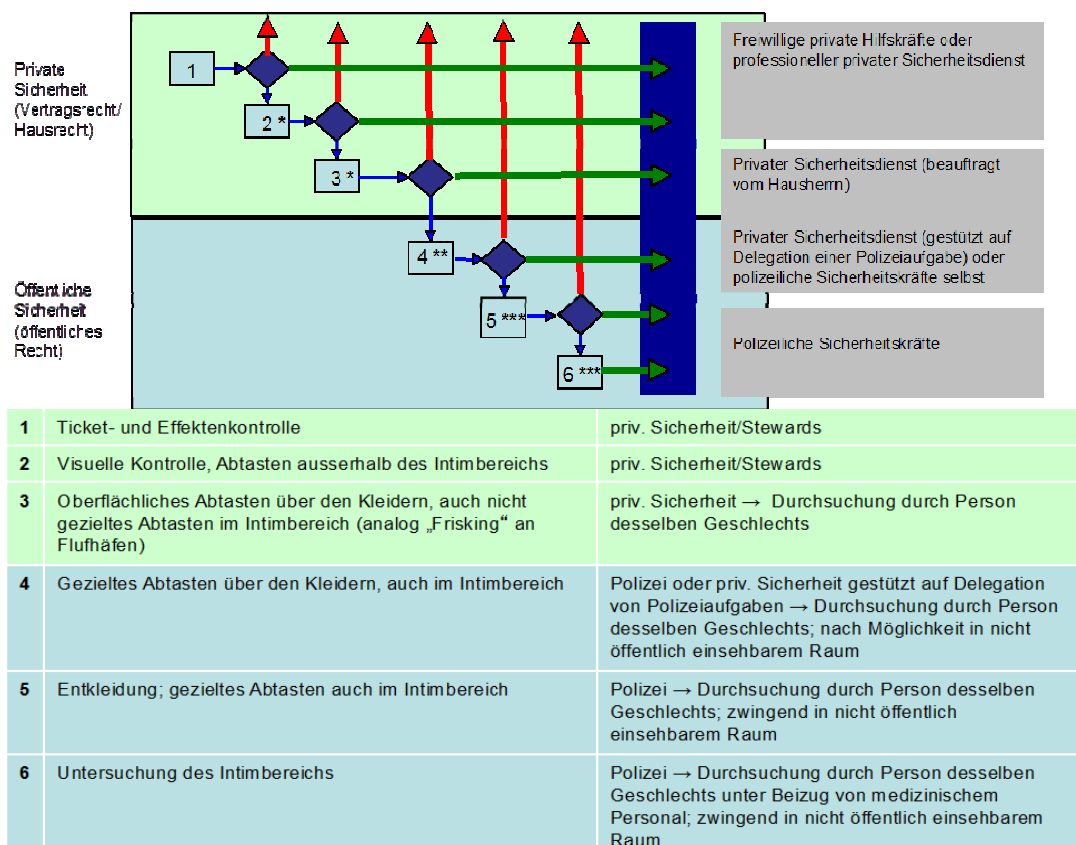 Private
Sicherheit
(Vertragsrecht/
Hausrecht)
1
2 *
3 *
Freiwillige private Hilfskräfte oder
professioneller privater Sicherheitsdienst
Privater Sicherheitsdienst (beauftragt
vom Hausherrn)
Öffentliche
Sicherheit
(öffentliches
Recht)
4 **
5 ***
6 ***
Privater Sicherheitsdienst (gestützt auf
Delegation einer Polizeiaufgabe) oder
polizeiliche Sicherheitskräfte selbst
Polizeiliche Sicherheitskräfte
1 Ticket- und Effektenkontrolle
priv. Sicherheit/Stewards
2 Visuelle Kontrolle, Abtasten ausserhalb des Intimbereichs
priv. Sicherheit/Stewards
3 Oberflächliches Abtasten über den Kleidern, auch nicht
gezieltes Abtasten im Intimbereich (analog „Frisking“ an
Flufhäfen)
priv. Sicherheit → Durchsuchung durch Person
desselben Geschlechts
4 Gezieltes Abtasten über den Kleidern, auch im Intimbereich
Polizei oder priv. Sicherheit gestützt auf Delegation
von Polizeiaufgaben → Durchsuchung durch Person
desselben Geschlechts; nach Möglichkeit in nicht
öffentlich einsehbarem Raum
5 Entkleidung; gezieltes Abtasten auch im Intimbereich
Polizei → Durchsuchung durch Person desselben
Geschlechts; zwingend in nicht öffentlich
einsehbarem Raum
6 Untersuchung des Intimbereichs
Polizei → Durchsuchung durch Person desselben
Geschlechts unter Beizug von medizinischem
Personal; zwingend in nicht öffentlich einsehbarem
Raum